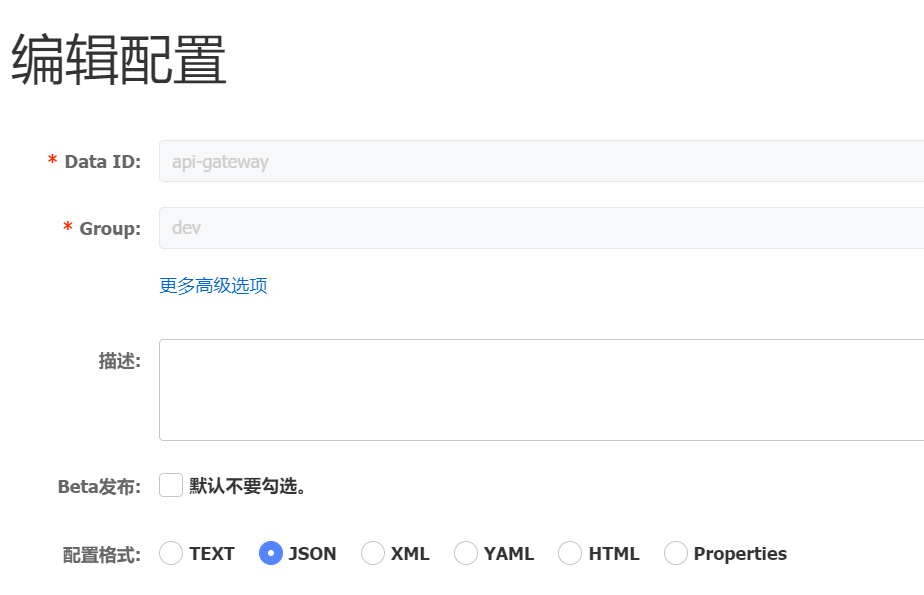 编辑配置
* Data ID: api-gateway
* Group: dev
更多高级选项
描述:
Beta发布: 默认不要勾选。
配置格式: TEXT JSON XML YAML HTML Properties